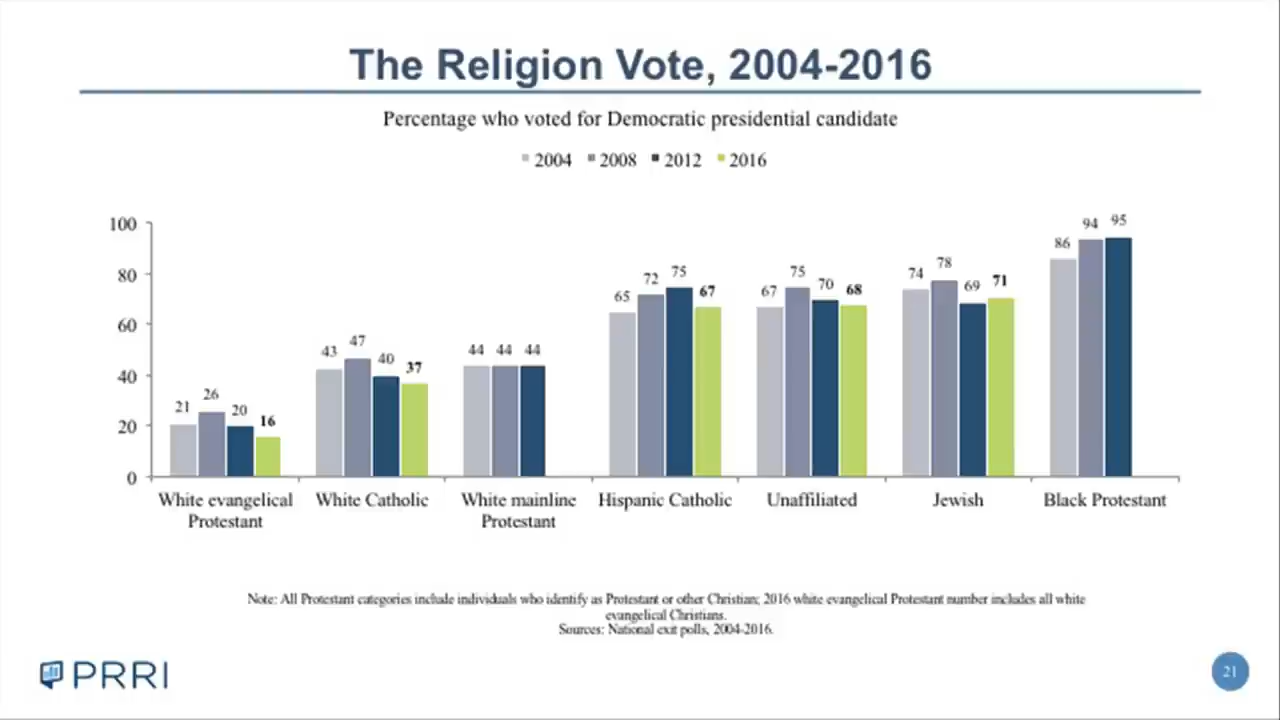 The Religion Vote, 2004-2016
Percentage who voted for Democratic presidential candidate
2004 2008 2012 2016
100
80
60
40
20
0
21 26 20 16
43 47 40 37
44 44 44
65 72 75 67
67 75 70 68
74 78 69 71
86 94 95
White evangelical
Protestant
White Catholic
White mainline
Protestant
Hispanic Catholic
Unaffiliated
Jewish
Black Protestant
Note: All Protestant categories include individuals who identify as Protestant or other Christian; 2016 white evangelical Protestant number includes all white
evangelical Christians.
Sources: National exit polls, 2004-2016.
PRRI
21